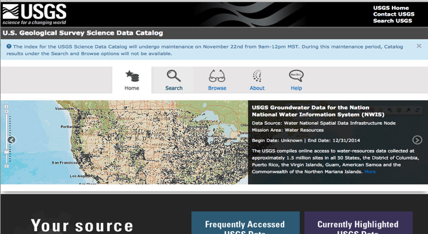 USGS
science for a changing world
USGS Home
Contact USGS
Search USGS
U.S. Geological Survey Science Data Catalog
The index for the USGS Science Data Catalog will undergo maintenance on November 22nd from 9am-12pm MST. During this maintenance period, Catalog
results under the Search and Browse options will not be available.
Home
Search
Browse
About
Help
USGS Groundwater Data for the Nation
National Water Information System (NWIS)
Data Source: Water National Spatial Data Infrastructure Node
Mission Area: Water Resources
Begin Date: Unknown | End Date: 12/31/2014
The USGS compiles online access to water-resources data collected at
approximately 1.5 million sites in all 50 States, the District of Columbia,
Puerto Rico, the Virgin Islands, Guam, American Samoa and the
Commonwealth of the Northern Mariana Islands. More
Portland
San Francisco
Los
Your source
Frequently Accessed
USGS Data
Currently Highlighted
USGS Data